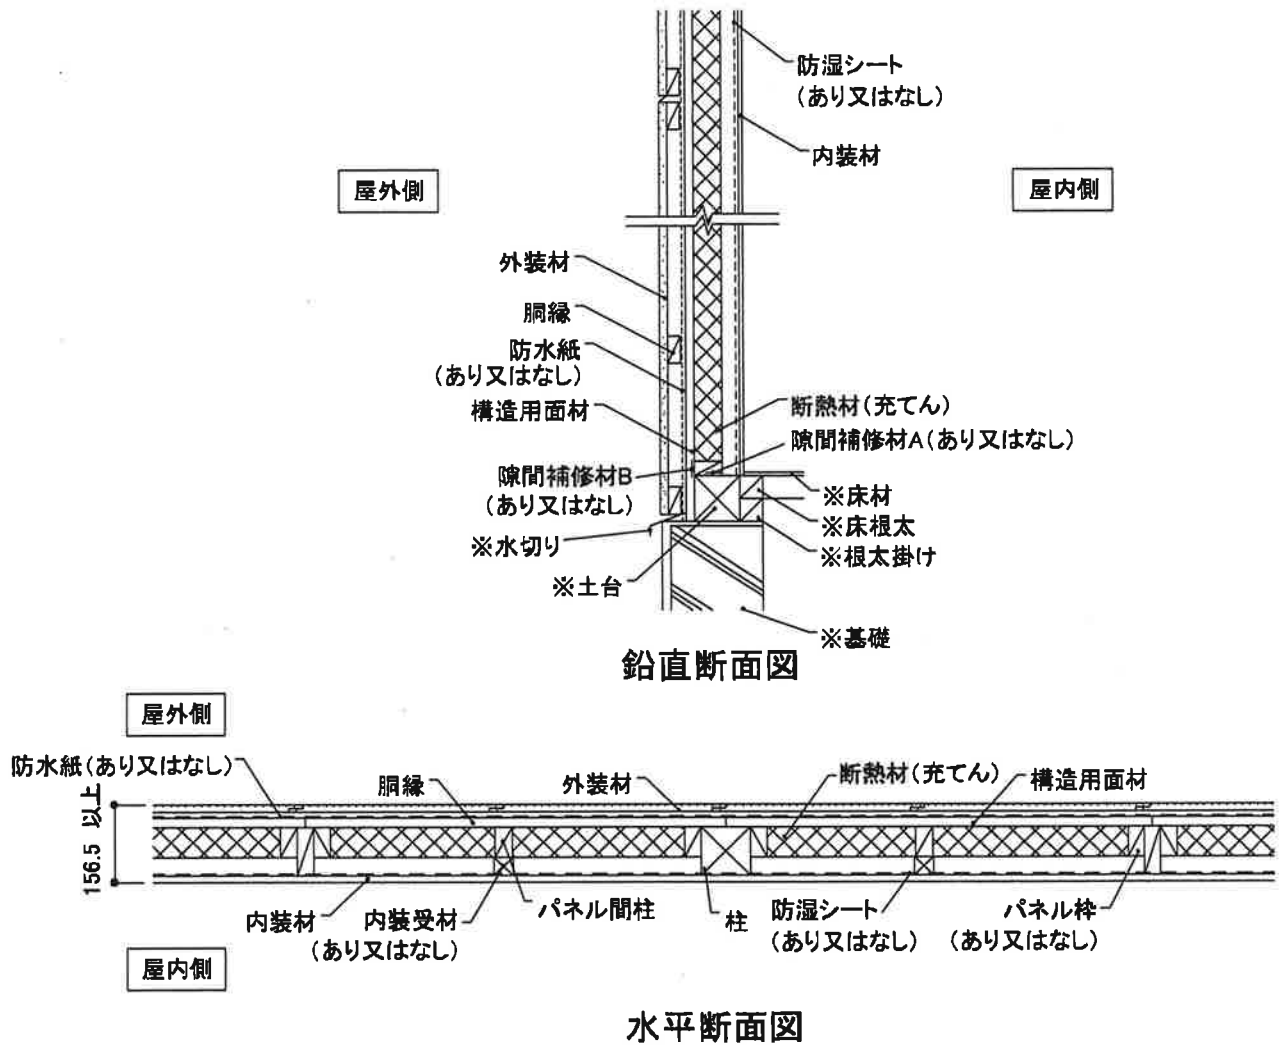 防湿シート
(あり又はなし)
内装材
屋外側
屋内側
外装材
胴縁
防水紙
(あり又はなし)
構造用面材
断熱材(充てん)
隙間補修材A(あり又はなし)
隙間補修材B
(あり又はなし)
※床材
※床根太
※水切り
※根太掛け
※土台
※基礎
鉛直断面図
屋外側
防水紙(あり又はなし)
胴縁
外装材
断熱材(充てん)
構造用面材
156.5 以上
内装材
内装受材
(あり又はなし)
パネル間柱
柱
防湿シート
(あり又はなし)
パネル枠
(あり又はなし)
屋内側
水平断面図